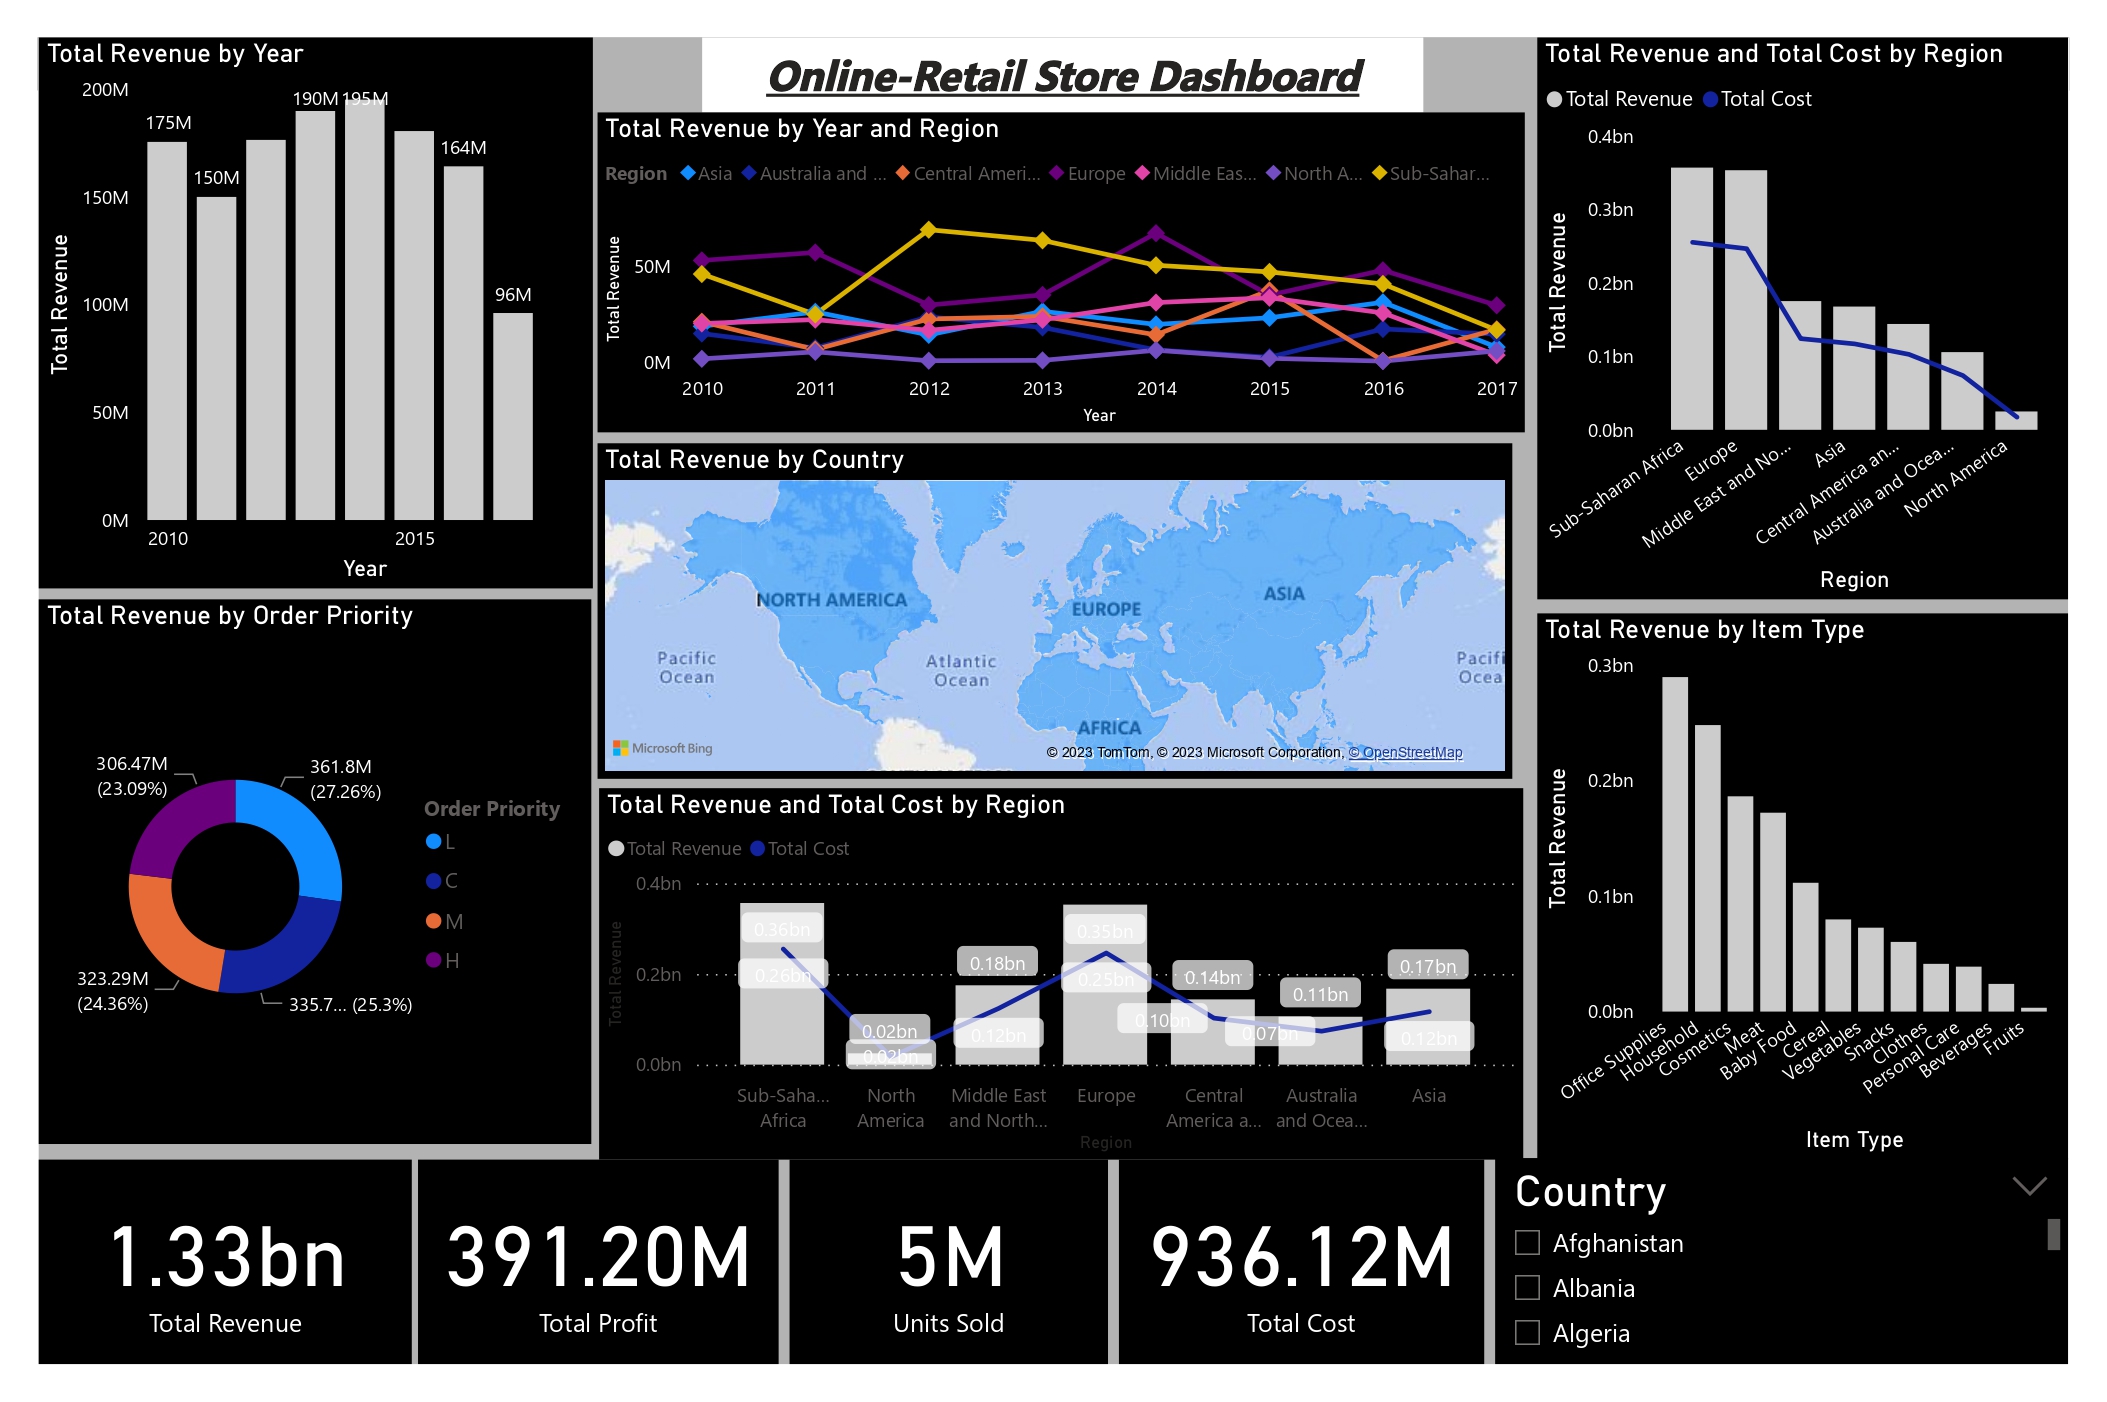 Online-Retail Store Dashboard
Total Revenue by Year
200M
150M
100M
50M
0M
175M
150M
190M
195M
164M
96M
2010
2015
Total Revenue
Year
Total Revenue by Year and Region
Region Asia Australia and ... Central Ameri... Europe Middle Eas... North A... Sub-Sahar...
Total Revenue
50M
0M
2010 2011 2012 2013 2014 2015 2016 2017
Year
Total Revenue and Total Cost by Region
Total Revenue Total Cost
0.4bn
0.3bn
0.2bn
0.1bn
0.0bn
Total Revenue
Sub-Saharan Africa
Europe
Middle East and No...
Asia
Central America an...
Australia and Ocea...
North America
Region
Total Revenue by Country
NORTH AMERICA
EUROPE
ASIA
AFRICA
Pacific
Ocean
Atlantic
Ocean
Pacifi
Ocea
Microsoft Bing
© 2023 TomTom, © 2023 Microsoft Corporation, © OpenStreetMap
Total Revenue by Order Priority
306.47M
(23.09%)
361.8M
(27.26%)
323.29M
(24.36%)
335.7... (25.3%)
Order Priority
L
C
M
H
Total Revenue and Total Cost by Region
Total Revenue Total Cost
0.4bn
0.2bn
0.0bn
Total Revenue
0.36bn
0.26bn
0.02bn
0.02bn
0.18bn
0.12bn
0.35bn
0.25bn
0.14bn
0.10bn
0.11bn
0.07bn
0.17bn
0.12bn
Sub-Saha...
Africa
North
America
Middle East
and North...
Europe
Central
America a...
Australia
and Ocea...
Asia
Region
Total Revenue by Item Type
0.3bn
0.2bn
0.1bn
0.0bn
Total Revenue
Office Supplies
Household
Cosmetics
Meat
Baby Food
Cereal
Vegetables
Snacks
Clothes
Personal Care
Beverages
Fruits
Item Type
1.33bn
Total Revenue
391.20M
Total Profit
5M
Units Sold
936.12M
Total Cost
Country
Afghanistan
Albania
Algeria